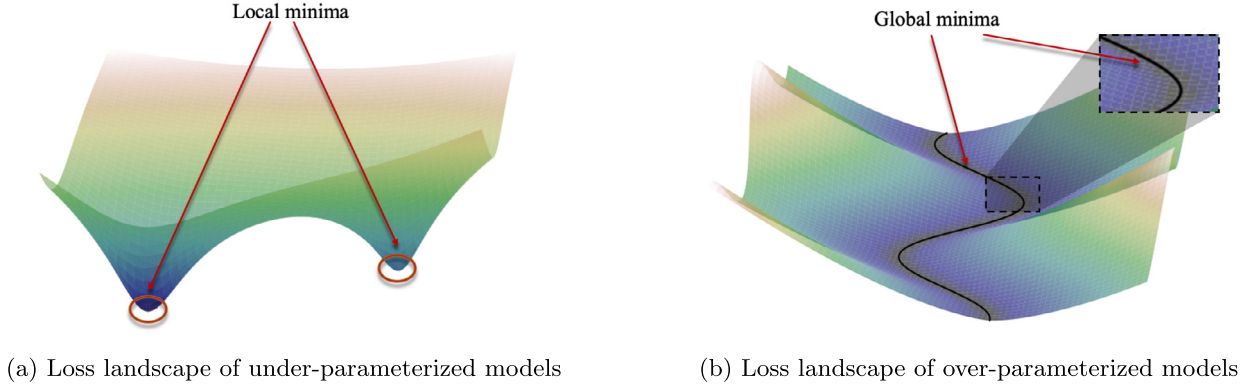 Local minima
Global minima
(a) Loss landscape of under-parameterized models
(b) Loss landscape of over-parameterized models